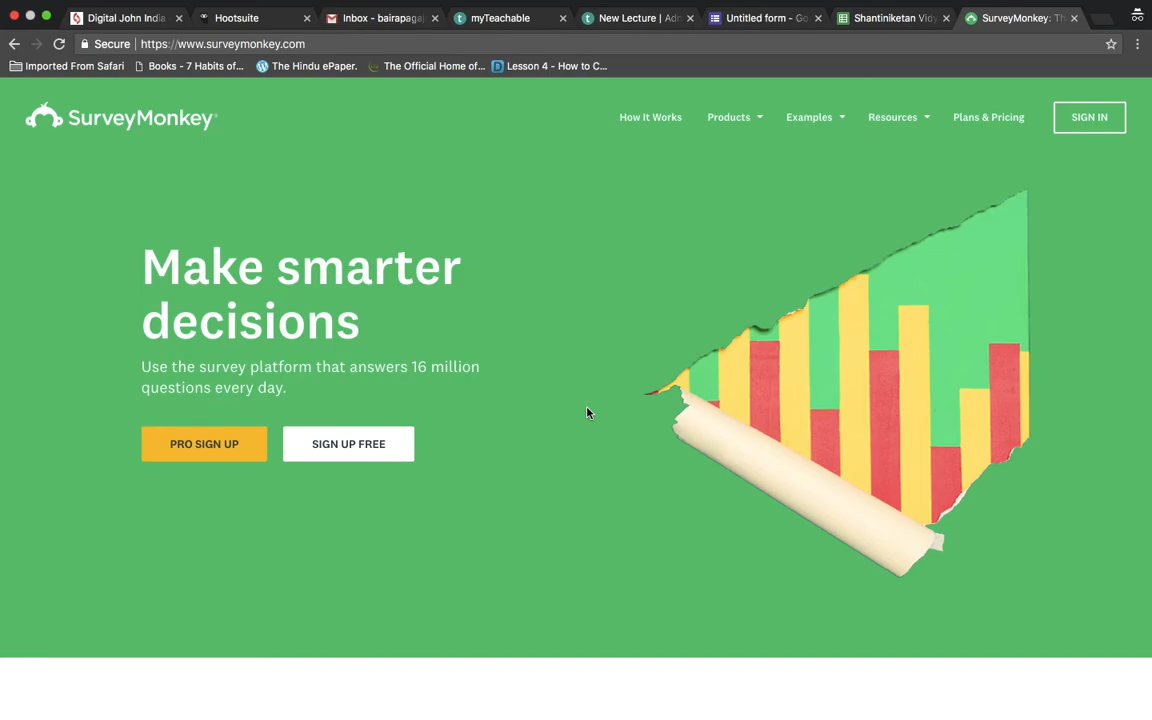 Digital John India
Hootsuite
Inbox - bairapaga
myTeachable
New Lecture | Adm
Untitled form - Go
Shantiniketan Vidy
SurveyMonkey: Th
Secure | https://www.surveymonkey.com
Imported From Safari
Books - 7 Habits of...
The Hindu ePaper.
The Official Home of...
Lesson 4 - How to C...
SurveyMonkey
How It Works
Products
Examples
Resources
Plans & Pricing
SIGN IN
Make smarter
decisions
Use the survey platform that answers 16 million
questions every day.
PRO SIGN UP
SIGN UP FREE